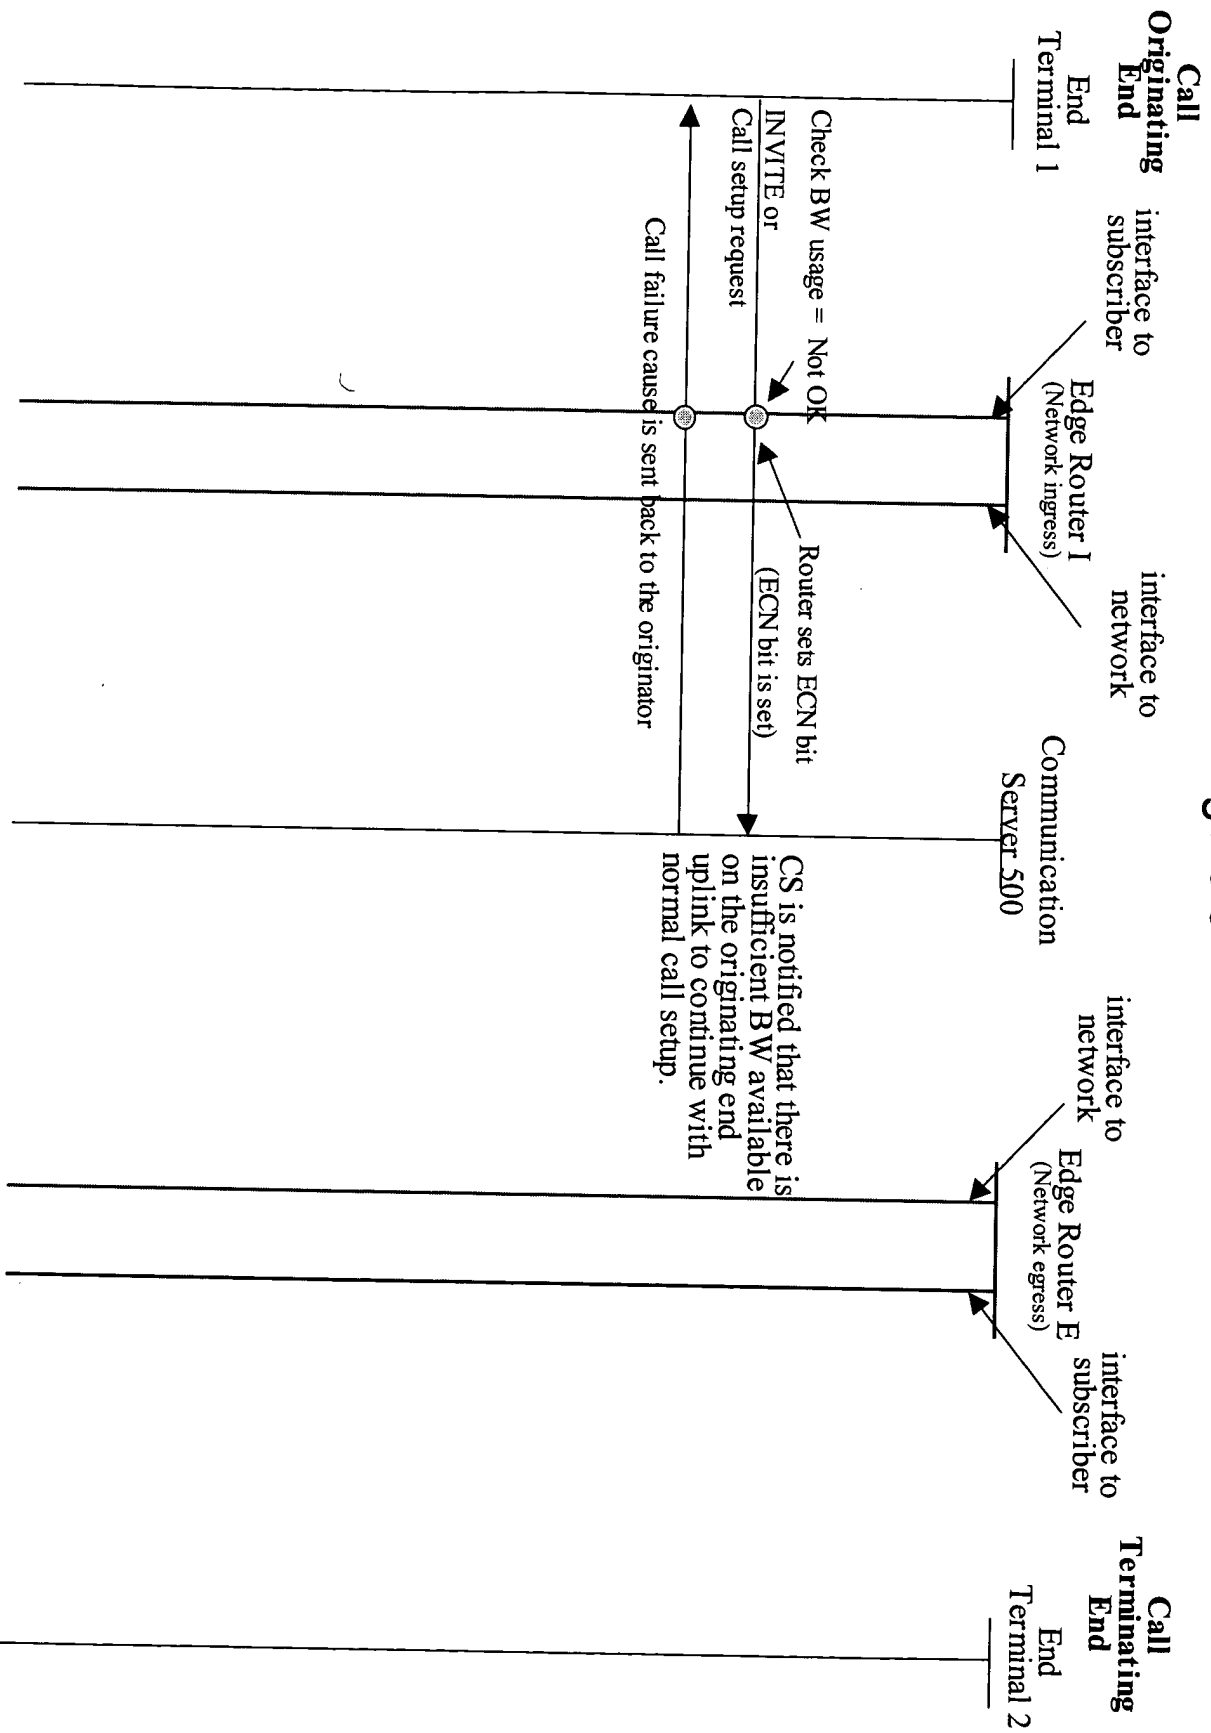 Call
Originating
End
End
Terminal 1
interface to
subscriber
Edge Router I
(Network ingress)
interface to
network
Communication
Server 500
interface to
network
Edge Router E
(Network egress)
interface to
subscriber
Call
Terminating
End
End
Terminal 2
Check BW usage = Not OK
INVITE or
Call setup request
Router sets ECN bit
(ECN bit is set)
Call failure cause is sent back to the originator
CS is notified that there is
insufficient BW available
on the originating end
uplink to continue with
normal call setup.